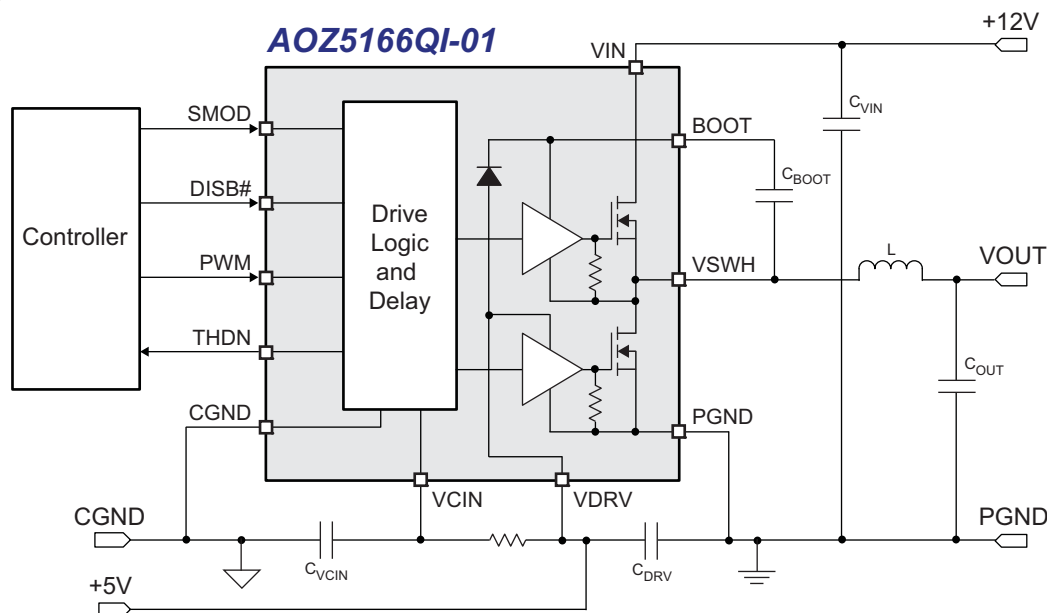 AOZ5166QI-01
+12V
VIN
SMOD
BOOT
C_VIN
C_BOOT
DISB#
Controller
Drive
Logic
and
Delay
PWM
VSWH
L
VOUT
THDN
C_OUT
CGND
PGND
VCIN
VDRV
CGND
PGND
C_VCIN
C_DRV
+5V